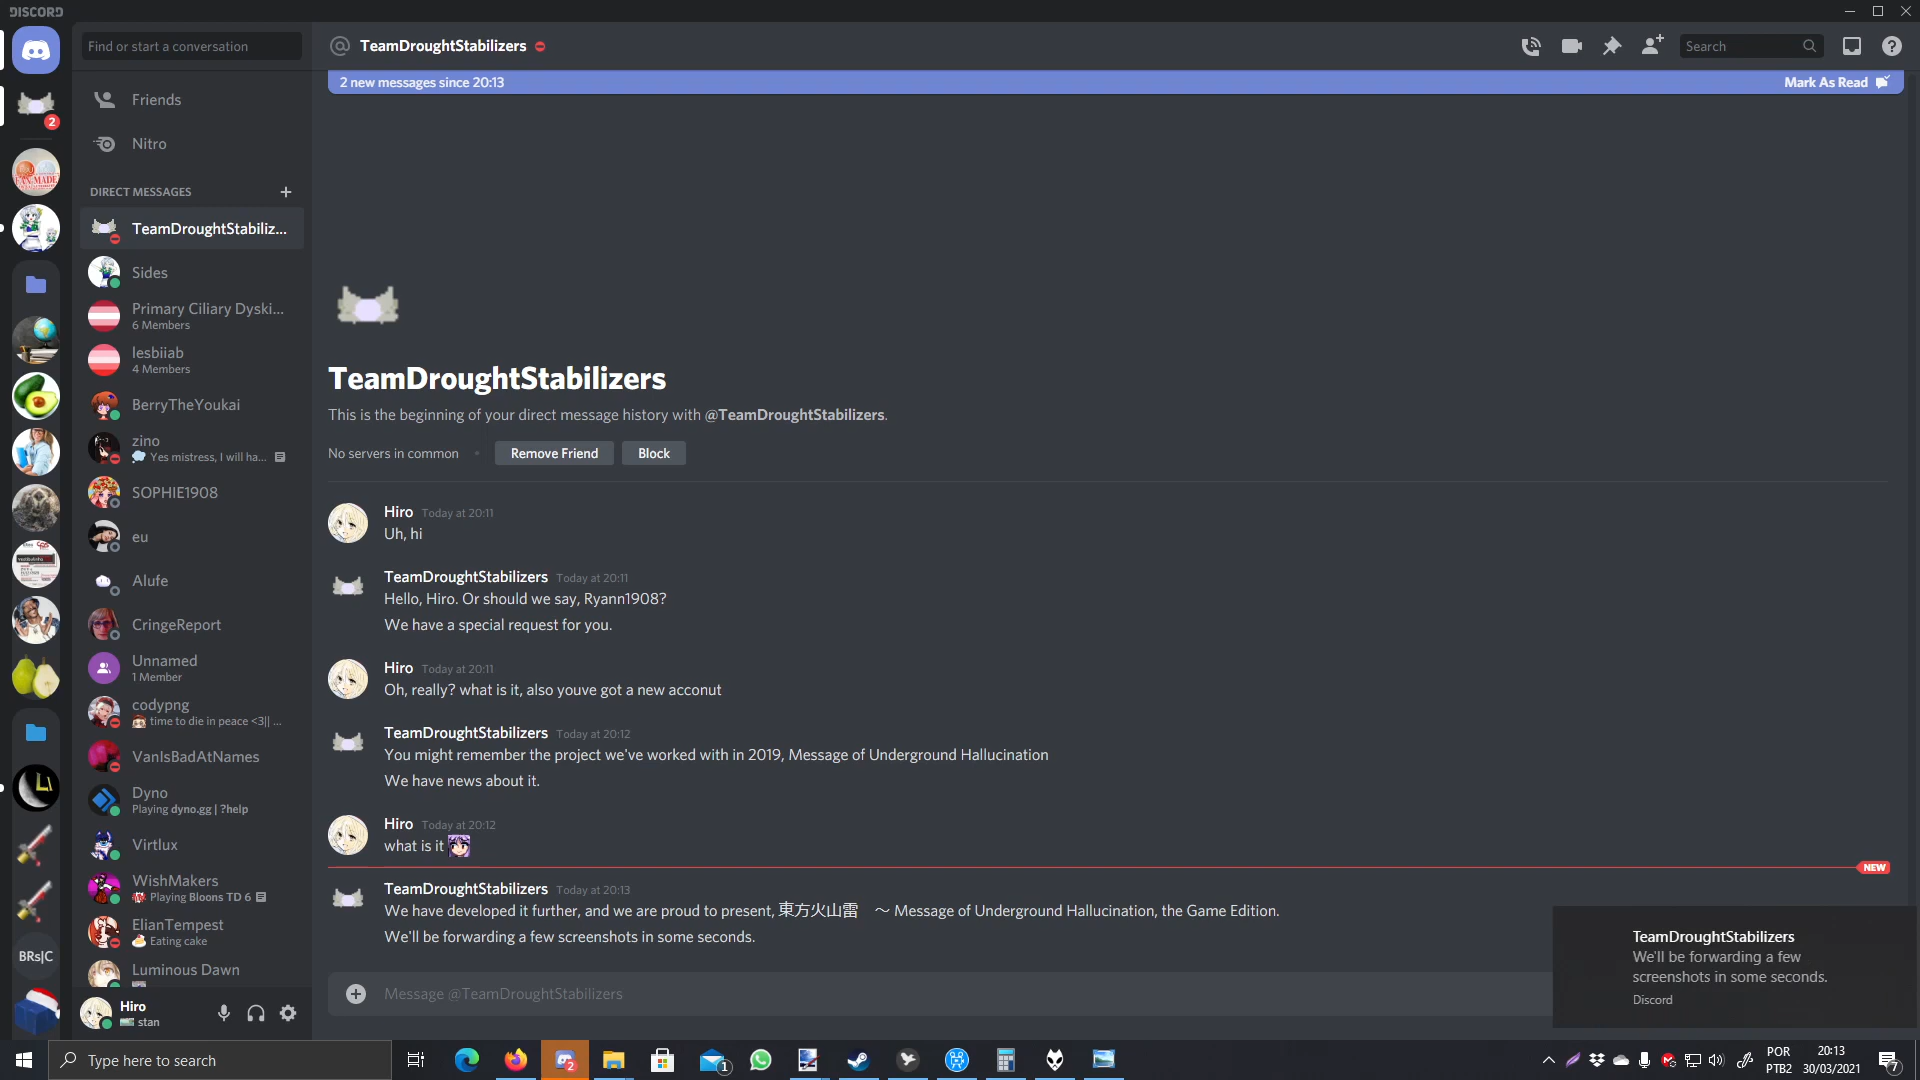 DISCORD
Find or start a conversation
TeamDroughtStabilizers
Search
2 new messages since 20:13
Mark As Read
Friends
2
Nitro
FAN MADE
DIRECT MESSAGES
TeamDroughtStabiliz...
Sides
Primary Ciliary Dyski...
6 Members
lesbiiab
4 Members
BerryTheYoukai
zino
Yes mistress, I will ha...
SOPHIE1908
eu
Alufe
CringeReport
Unnamed
1 Member
codypng
time to die in peace <3|| ...
VanIsBadAtNames
Dyno
Playing dyno.gg | ?help
Virtlux
WishMakers
Playing Bloons TD 6
ElianTempest
Eating cake
BRs|C
Luminous Dawn
Hiro
stan
TeamDroughtStabilizers
This is the beginning of your direct message history with @TeamDroughtStabilizers.
No servers in common
Remove Friend
Block
Hiro Today at 20:11
Uh, hi
TeamDroughtStabilizers Today at 20:11
Hello, Hiro. Or should we say, Ryann1908?
We have a special request for you.
Hiro Today at 20:11
Oh, really? what is it, also youve got a new acconut
TeamDroughtStabilizers Today at 20:12
You might remember the project we've worked with in 2019, Message of Underground Hallucination
We have news about it.
Hiro Today at 20:12
what is it
NEW
TeamDroughtStabilizers Today at 20:13
We have developed it further, and we are proud to present, 東方火山雷　～ Message of Underground Hallucination, the Game Edition.
We'll be forwarding a few screenshots in some seconds.
Message @TeamDroughtStabilizers
TeamDroughtStabilizers
We'll be forwarding a few
screenshots in some seconds.
Discord
Type here to search
2
1
POR
PTB2
20:13
30/03/2021
7